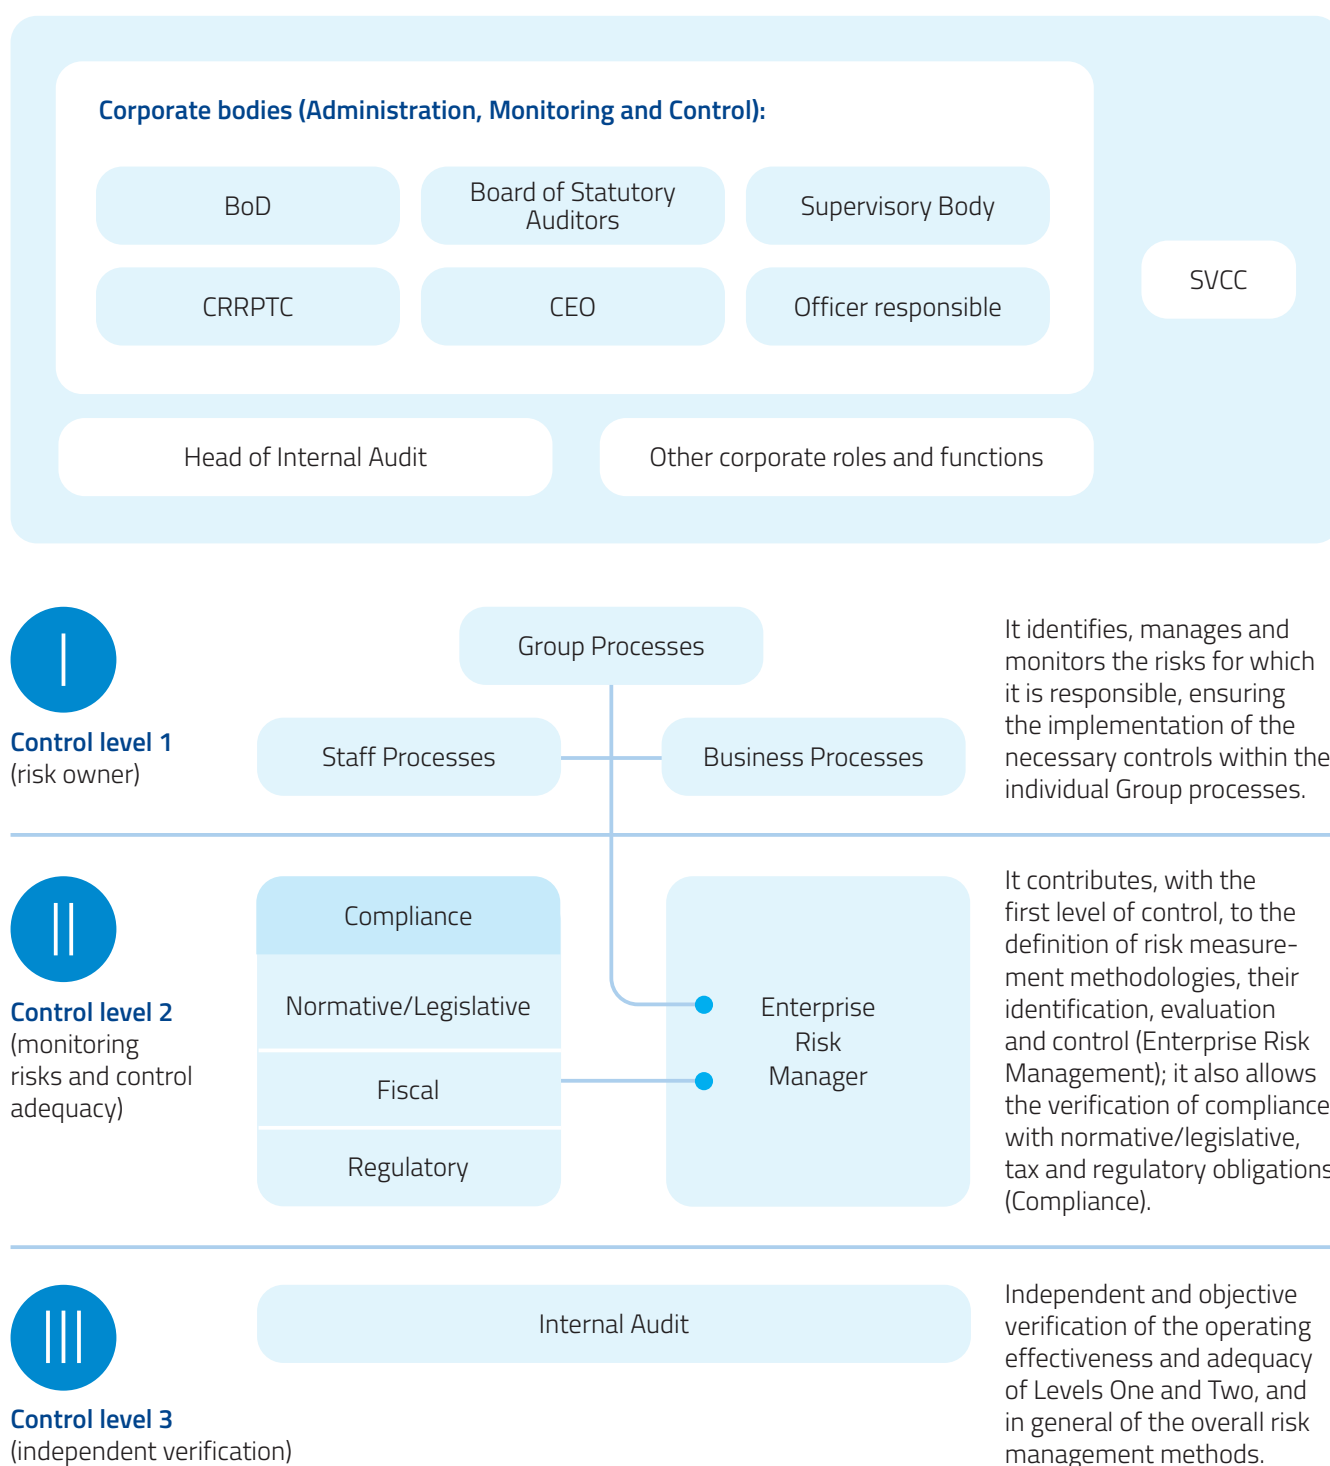 Corporate bodies (Administration, Monitoring and Control):
BoD
Board of Statutory
Auditors
Supervisory Body
CRRPTC
CEO
Officer responsible
SVCC
Head of Internal Audit
Other corporate roles and functions
Control level 1
(risk owner)
Group Processes
Staff Processes
Business Processes
It identifies, manages and
monitors the risks for which
it is responsible, ensuring
the implementation of the
necessary controls within the
individual Group processes.
Control level 2
(monitoring
risks and control
adequacy)
Compliance
Normative/Legislative
Fiscal
Regulatory
Enterprise
Risk
Manager
It contributes, with the
first level of control, to the
definition of risk measure-
ment methodologies, their
identification, evaluation
and control (Enterprise Risk
Management); it also allows
the verification of compliance
with normative/legislative,
tax and regulatory obligations
(Compliance).
Control level 3
(independent verification)
Internal Audit
Independent and objective
verification of the operating
effectiveness and adequacy
of Levels One and Two, and
in general of the overall risk
management methods.